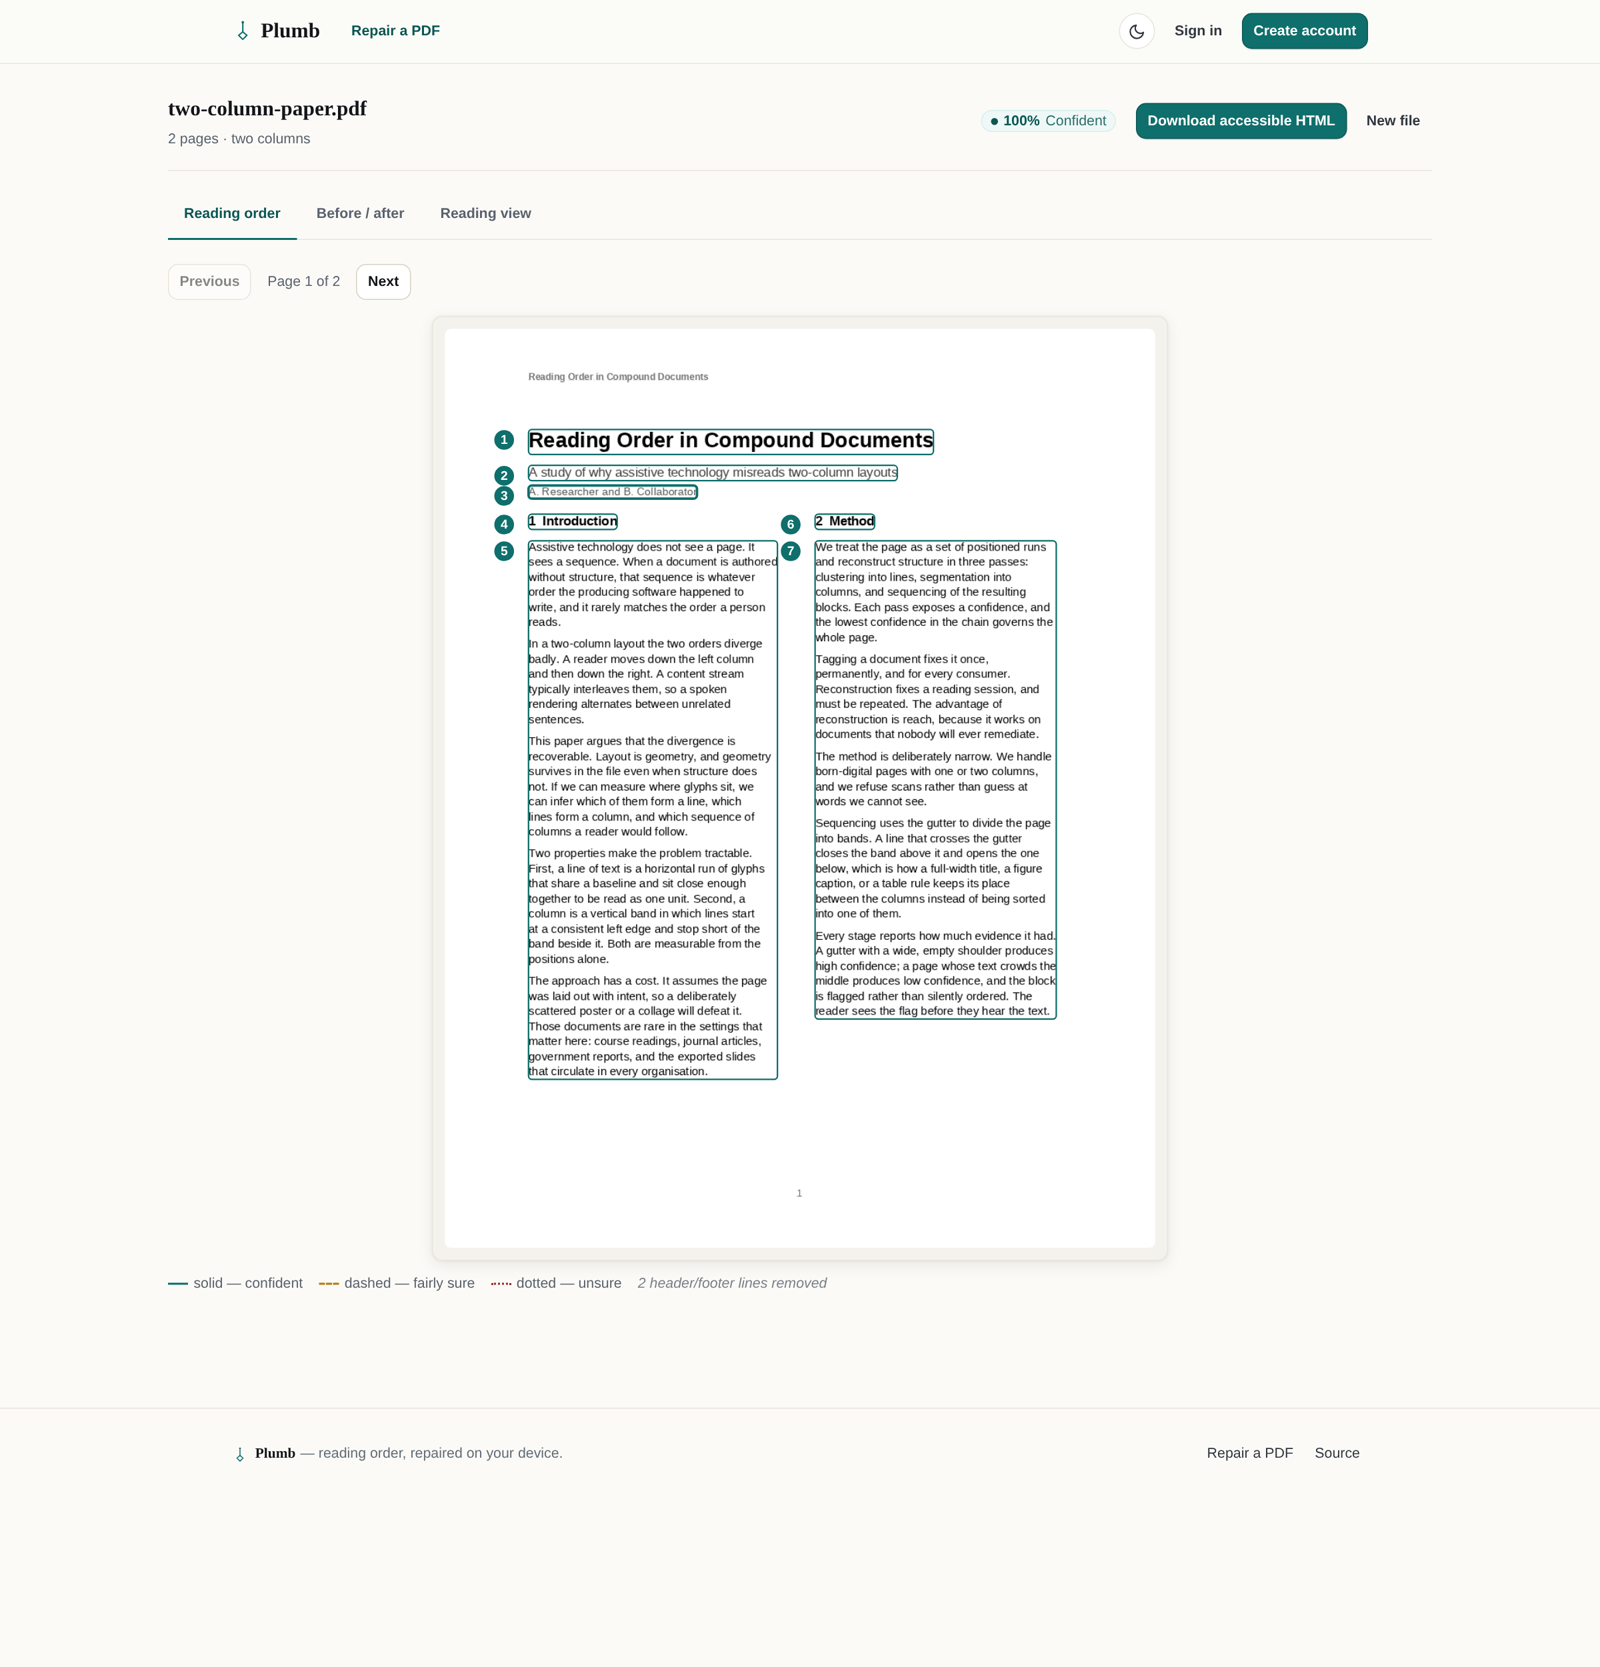 Plumb
Repair a PDF
Sign in
Create account
two-column-paper.pdf
2 pages · two columns
100% Confident
Download accessible HTML
New file
Reading order
Before / after
Reading view
Previous
Page 1 of 2
Next
Reading Order in Compound Documents
1
Reading Order in Compound Documents
2
A study of why assistive technology misreads two-column layouts
3
A. Researcher and B. Collaborator
4
1 Introduction
5
Assistive technology does not see a page. It
sees a sequence. When a document is authored
without structure, that sequence is whatever
order the producing software happened to
write, and it rarely matches the order a person
reads.
In a two-column layout the two orders diverge
badly. A reader moves down the left column
and then down the right. A content stream
typically interleaves them, so a spoken
rendering alternates between unrelated
sentences.
This paper argues that the divergence is
recoverable. Layout is geometry, and geometry
survives in the file even when structure does
not. If we can measure where glyphs sit, we
can infer which of them form a line, which
lines form a column, and which sequence of
columns a reader would follow.
Two properties make the problem tractable.
First, a line of text is a horizontal run of glyphs
that share a baseline and sit close enough
together to be read as one unit. Second, a
column is a vertical band in which lines start
at a consistent left edge and stop short of the
band beside it. Both are measurable from the
positions alone.
The approach has a cost. It assumes the page
was laid out with intent, so a deliberately
scattered poster or a collage will defeat it.
Those documents are rare in the settings that
matter here: course readings, journal articles,
government reports, and the exported slides
that circulate in every organisation.
6
2 Method
7
We treat the page as a set of positioned runs
and reconstruct structure in three passes:
clustering into lines, segmentation into
columns, and sequencing of the resulting
blocks. Each pass exposes a confidence, and
the lowest confidence in the chain governs the
whole page.
Tagging a document fixes it once,
permanently, and for every consumer.
Reconstruction fixes a reading session, and
must be repeated. The advantage of
reconstruction is reach, because it works on
documents that nobody will ever remediate.
The method is deliberately narrow. We handle
born-digital pages with one or two columns,
and we refuse scans rather than guess at
words we cannot see.
Sequencing uses the gutter to divide the page
into bands. A line that crosses the gutter
closes the band above it and opens the one
below, which is how a full-width title, a figure
caption, or a table rule keeps its place
between the columns instead of being sorted
into one of them.
Every stage reports how much evidence it had.
A gutter with a wide, empty shoulder produces
high confidence; a page whose text crowds the
middle produces low confidence, and the block
is flagged rather than silently ordered. The
reader sees the flag before they hear the text.
1
solid — confident
dashed — fairly sure
dotted — unsure
2 header/footer lines removed
Plumb — reading order, repaired on your device.
Repair a PDF
Source